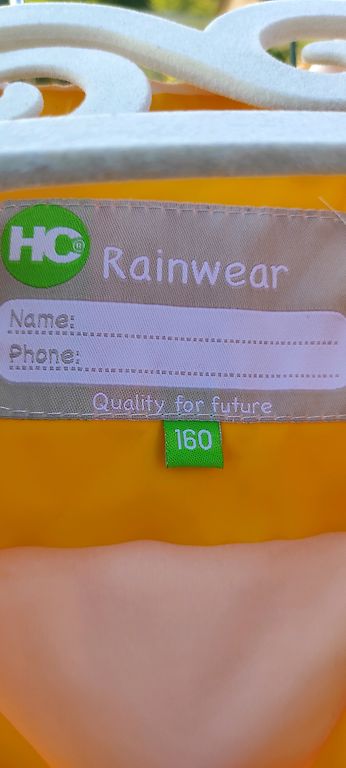 HC® Rainwear
Name:
Phone:
Quality for future
160